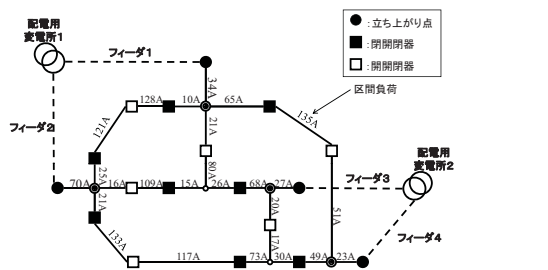 配電用
変電所1
フィーダ1
●:立ち上がり点
■:閉開閉器
□:開開閉器
区間負荷
34A
128A
10A
65A
135A
121A
21A
配電用
変電所2
フィーダ2
80A
フィーダ3
25A
70A
16A
109A
15A
26A
68A
27A
21A
20A
51A
フィーダ4
133A
17A
117A
73A
30A
49A
23A